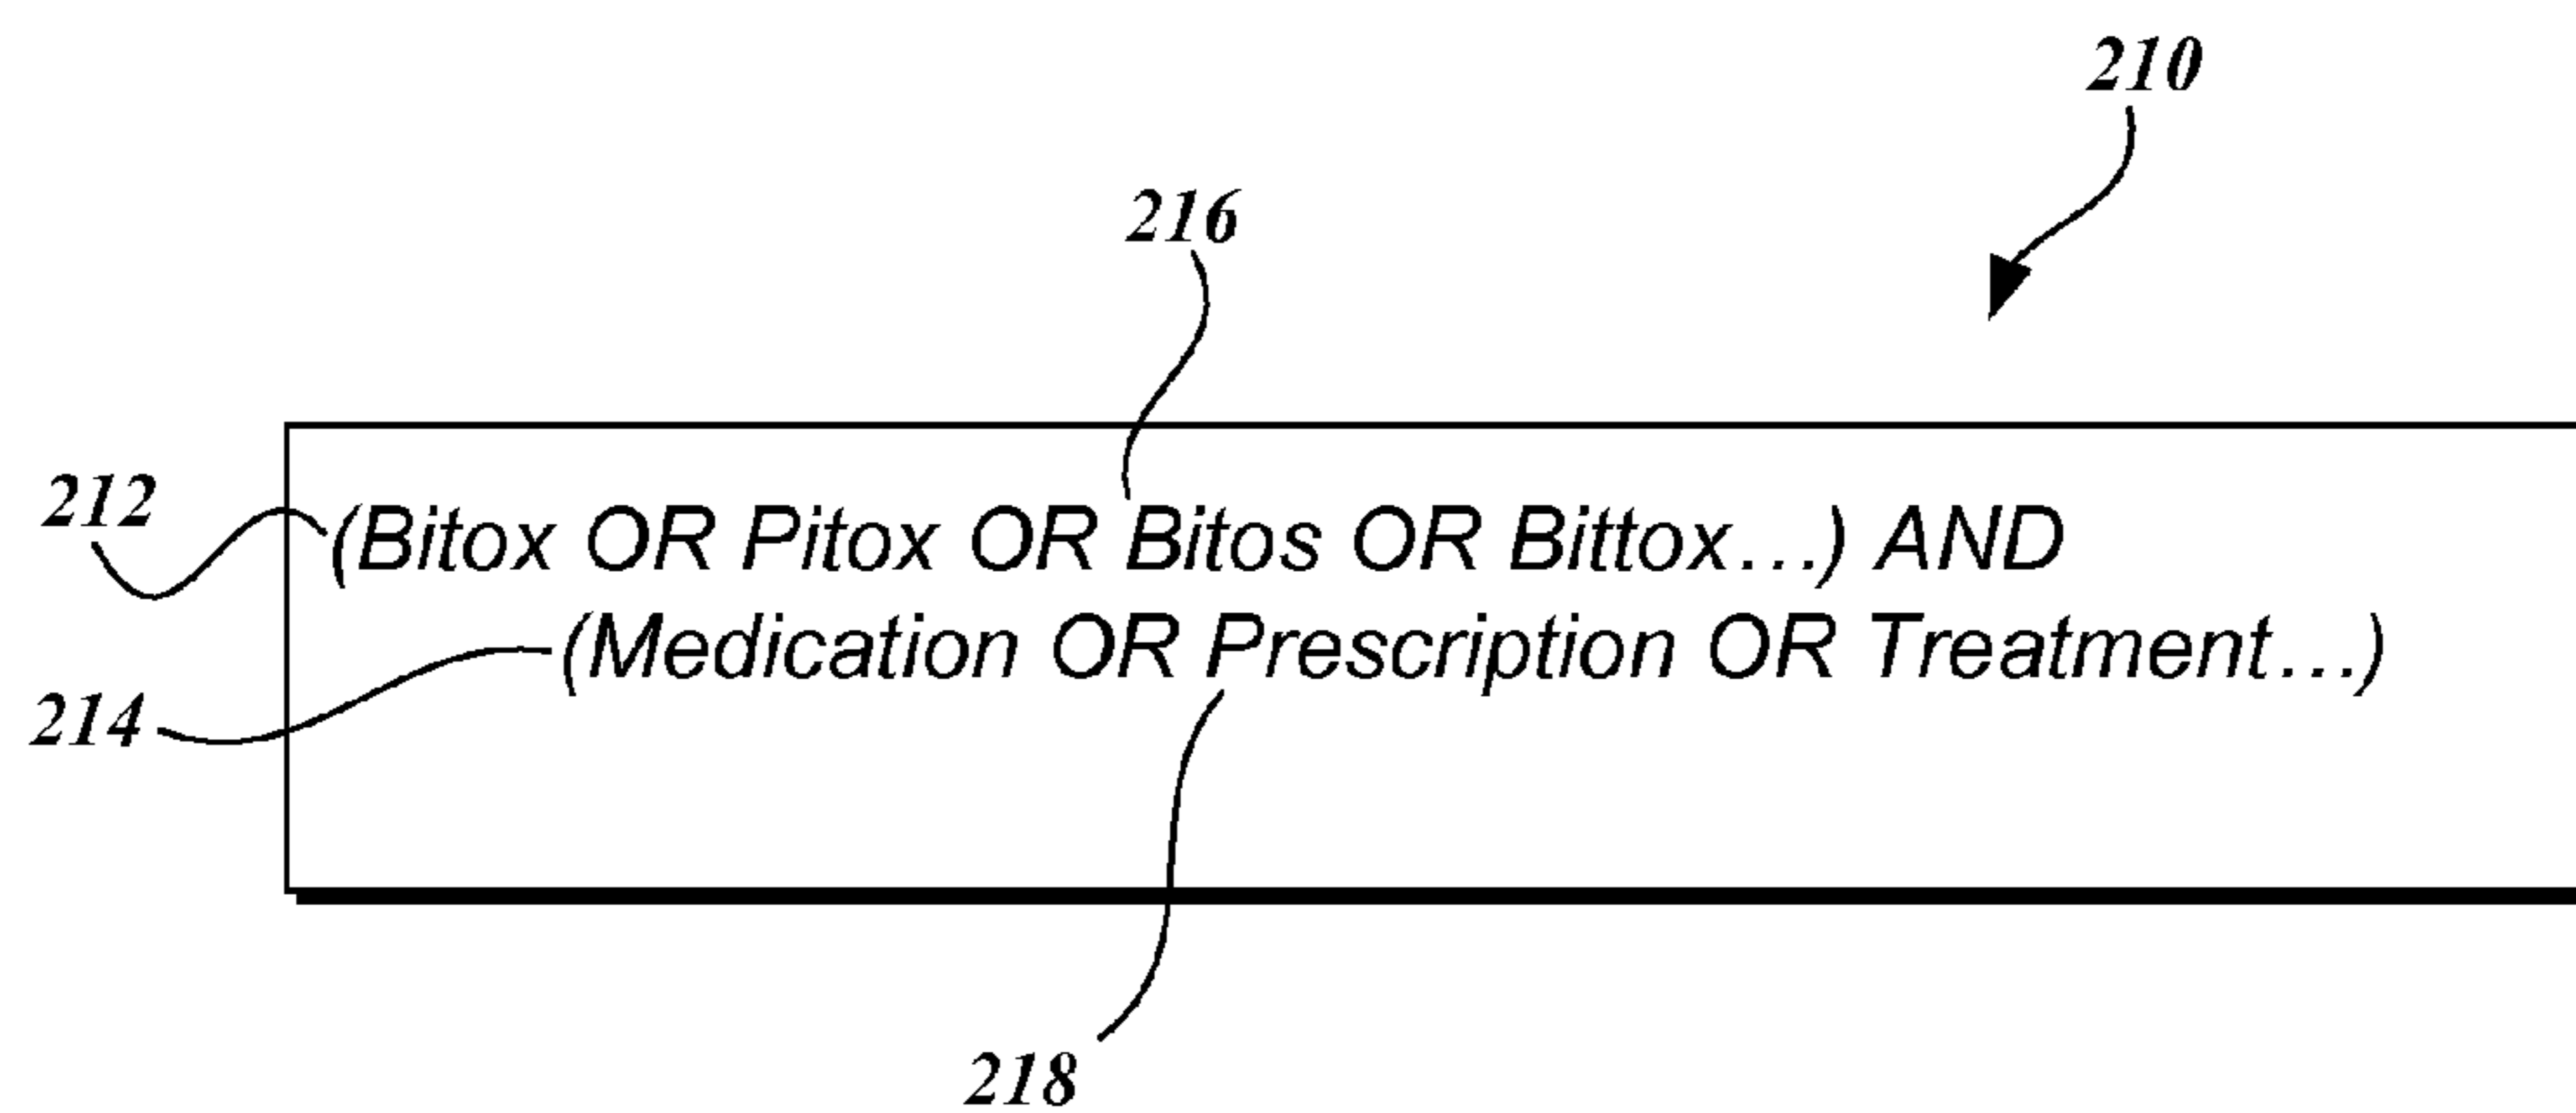 210
216
212
(Bitox OR Pitox OR Bitos OR Bittox...) AND
(Medication OR Prescription OR Treatment...)
214
218